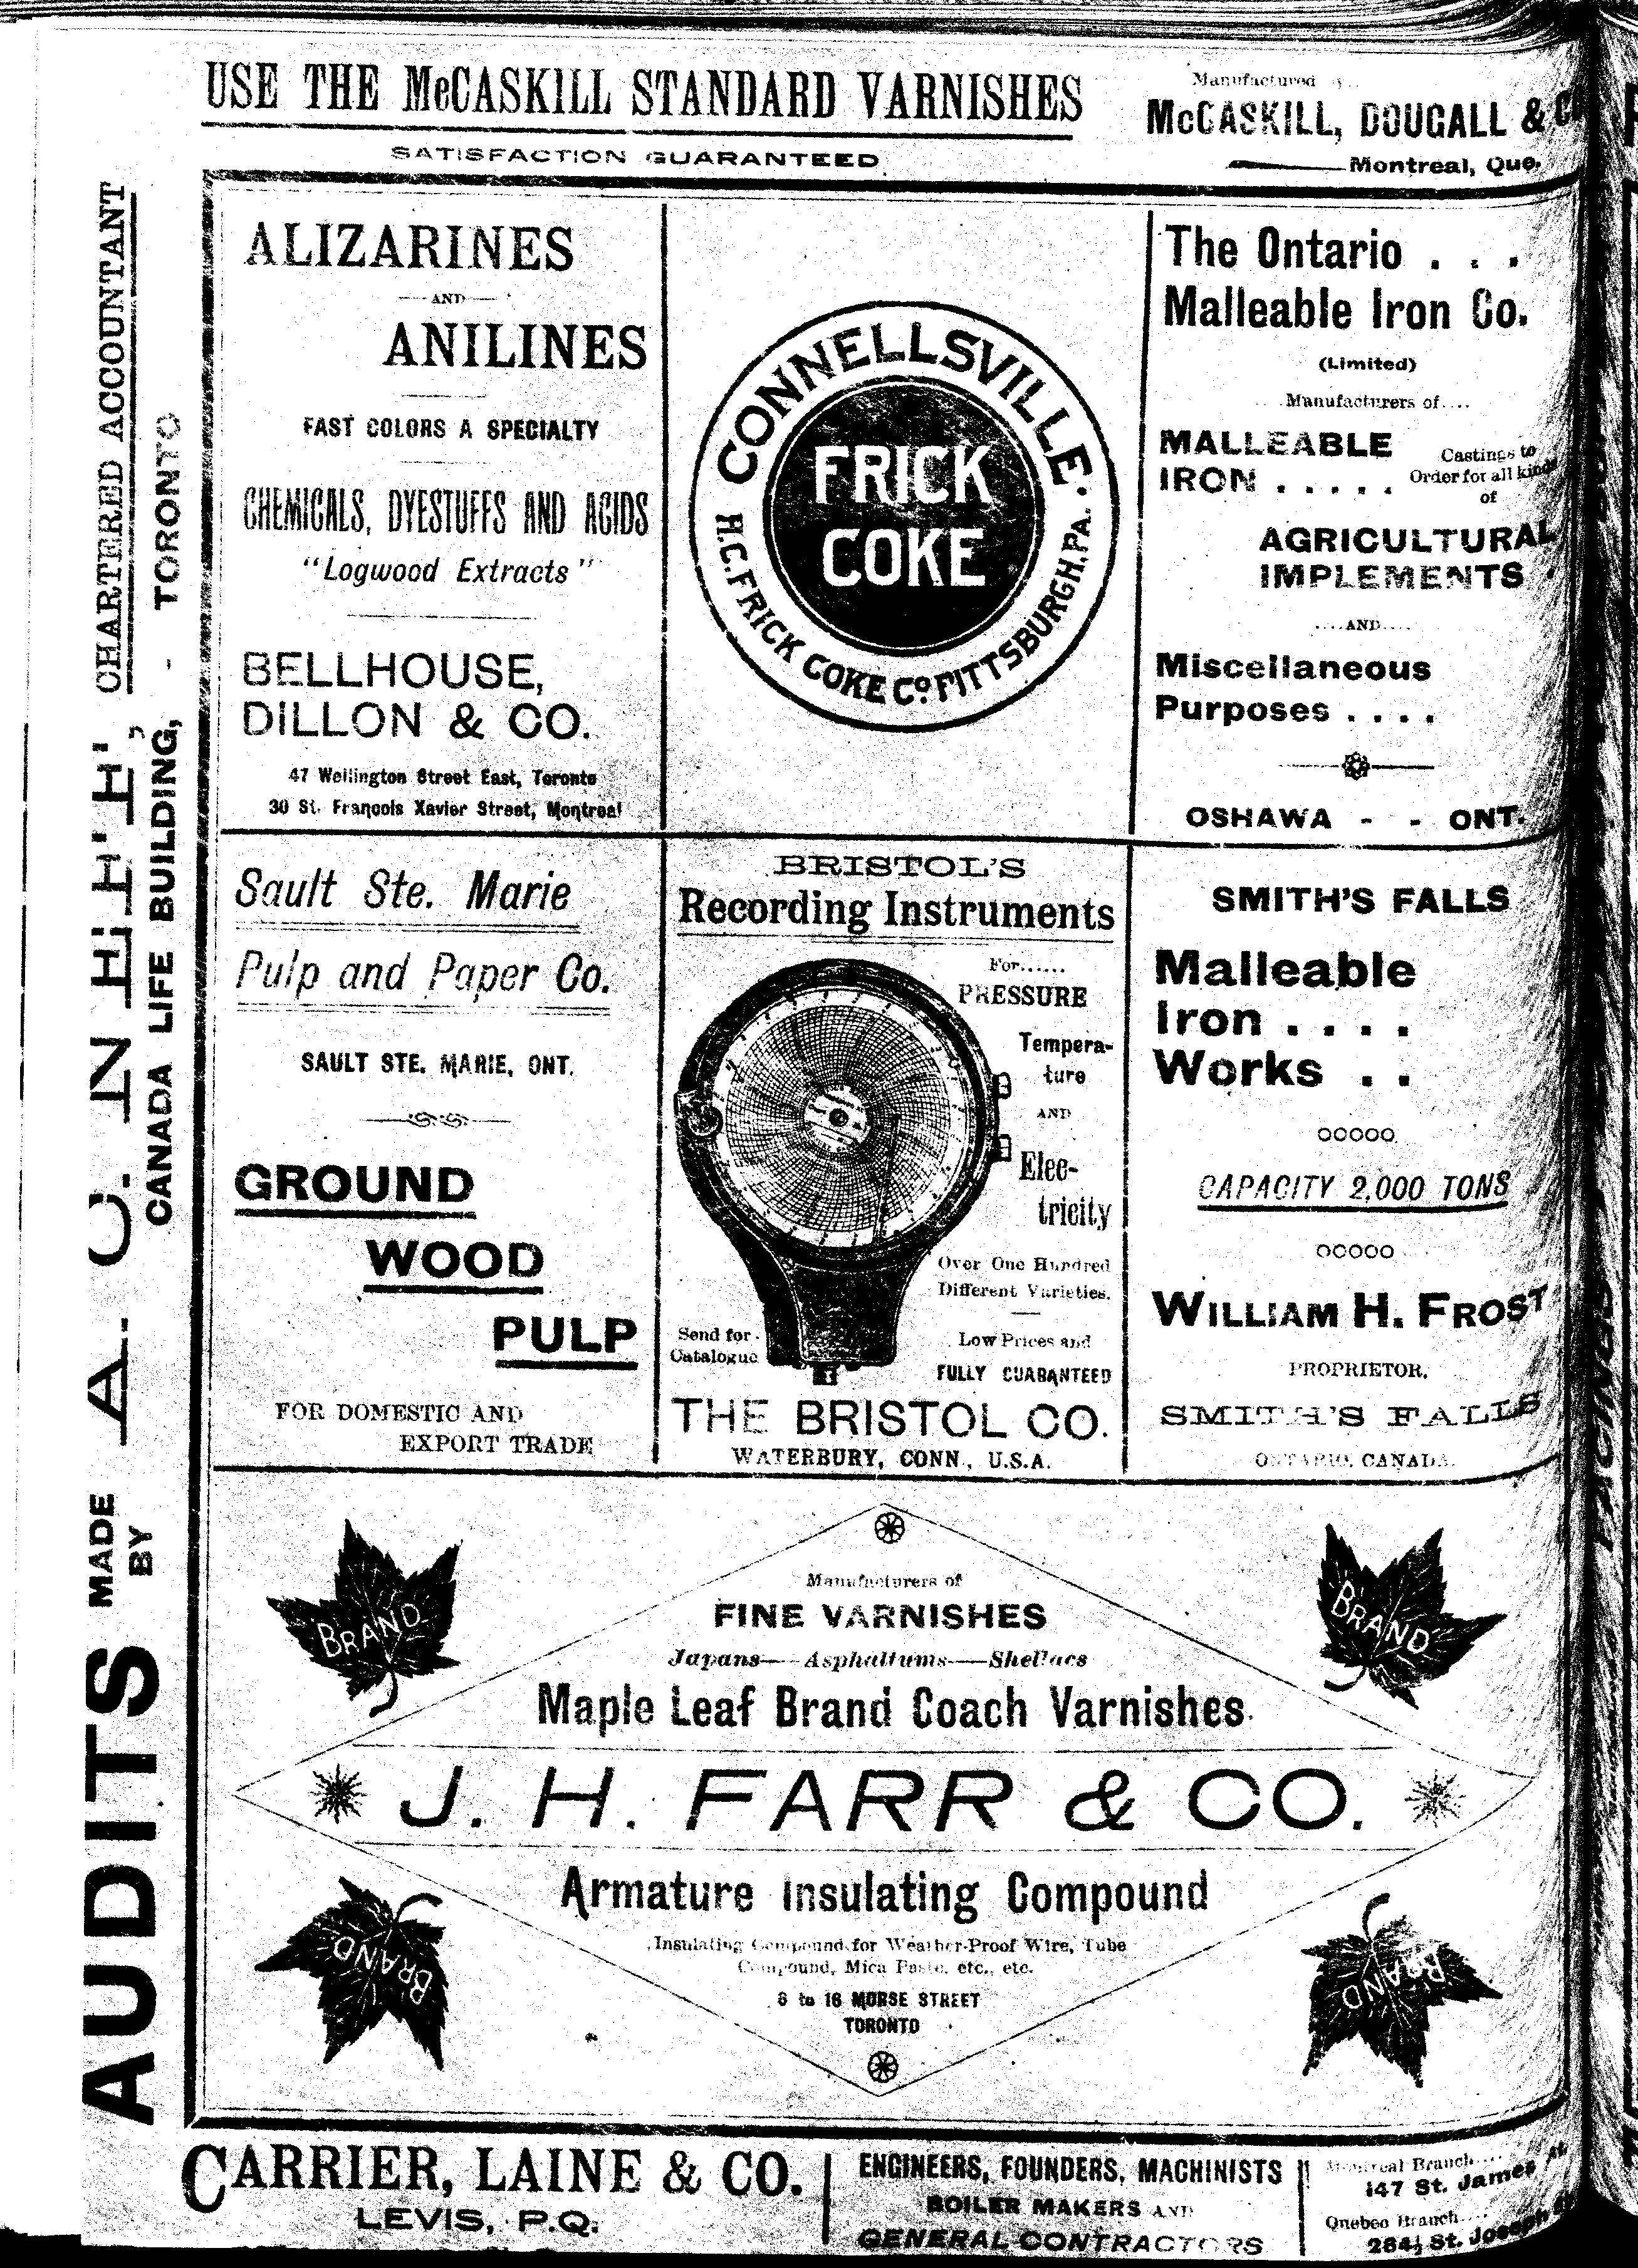 USE THE McCASKILL STANDARD VARNISHES
SATISFACTION GUARANTEED
Manufactured
McCASKILL, DOUGALL & CO
Montreal, Que.
AUDITS MADE BY A. C. NEFF, CHARTERED ACCOUNTANT
CANADA LIFE BUILDING, - TORONTO
ALIZARINES
AND
ANILINES
FAST COLORS A SPECIALTY
CHEMICALS, DYESTUFFS AND ACIDS
"Logwood Extracts"
BELLHOUSE,
DILLON & CO.
47 Wellington Street East, Toronto
30 St. Francois Xavier Street, Montreal
CONNELLSVILLE.
FRICK
COKE
H.C. FRICK COKE Co. PITTSBURGH, PA.
The Ontario . . .
Malleable Iron Co.
(Limited)
Manufacturers of....
MALLEABLE
IRON . . . . .
Castings to
Order for all kinds
of
AGRICULTURAL
IMPLEMENTS
....AND....
Miscellaneous
Purposes . . . .
OSHAWA - - ONT.
Sault Ste. Marie
Pulp and Paper Co.
SAULT STE. MARIE, ONT.
GROUND
WOOD
PULP
FOR DOMESTIC AND
EXPORT TRADE
BRISTOL'S
Recording Instruments
For......
PRESSURE
Tempera-
ture
AND
Elec-
tricity
Over One Hundred
Different Varieties.
Send for
Catalogue
Low Prices and
FULLY GUARANTEED
THE BRISTOL CO.
WATERBURY, CONN., U.S.A.
SMITH'S FALLS
Malleable
Iron . . . .
Works . .
CAPACITY 2,000 TONS
WILLIAM H. FROST
PROPRIETOR,
SMITH'S FALLS
ONTARIO, CANADA.
BRAND
BRAND
Manufacturers of
FINE VARNISHES
Japans—Asphaltums—Shellacs
Maple Leaf Brand Coach Varnishes
J. H. FARR & CO.
Armature Insulating Compound
Insulating Compound for Weather-Proof Wire, Tube
Compound, Mica Paste, etc., etc.
8 to 16 MORSE STREET
TORONTO
BRAND
BRAND
CARRIER, LAINE & CO.
LEVIS, P.Q.
ENGINEERS, FOUNDERS, MACHINISTS
BOILER MAKERS AND
GENERAL CONTRACTORS
Montreal Branch....
147 St. James St.
Quebec Branch....
264½ St. Joseph